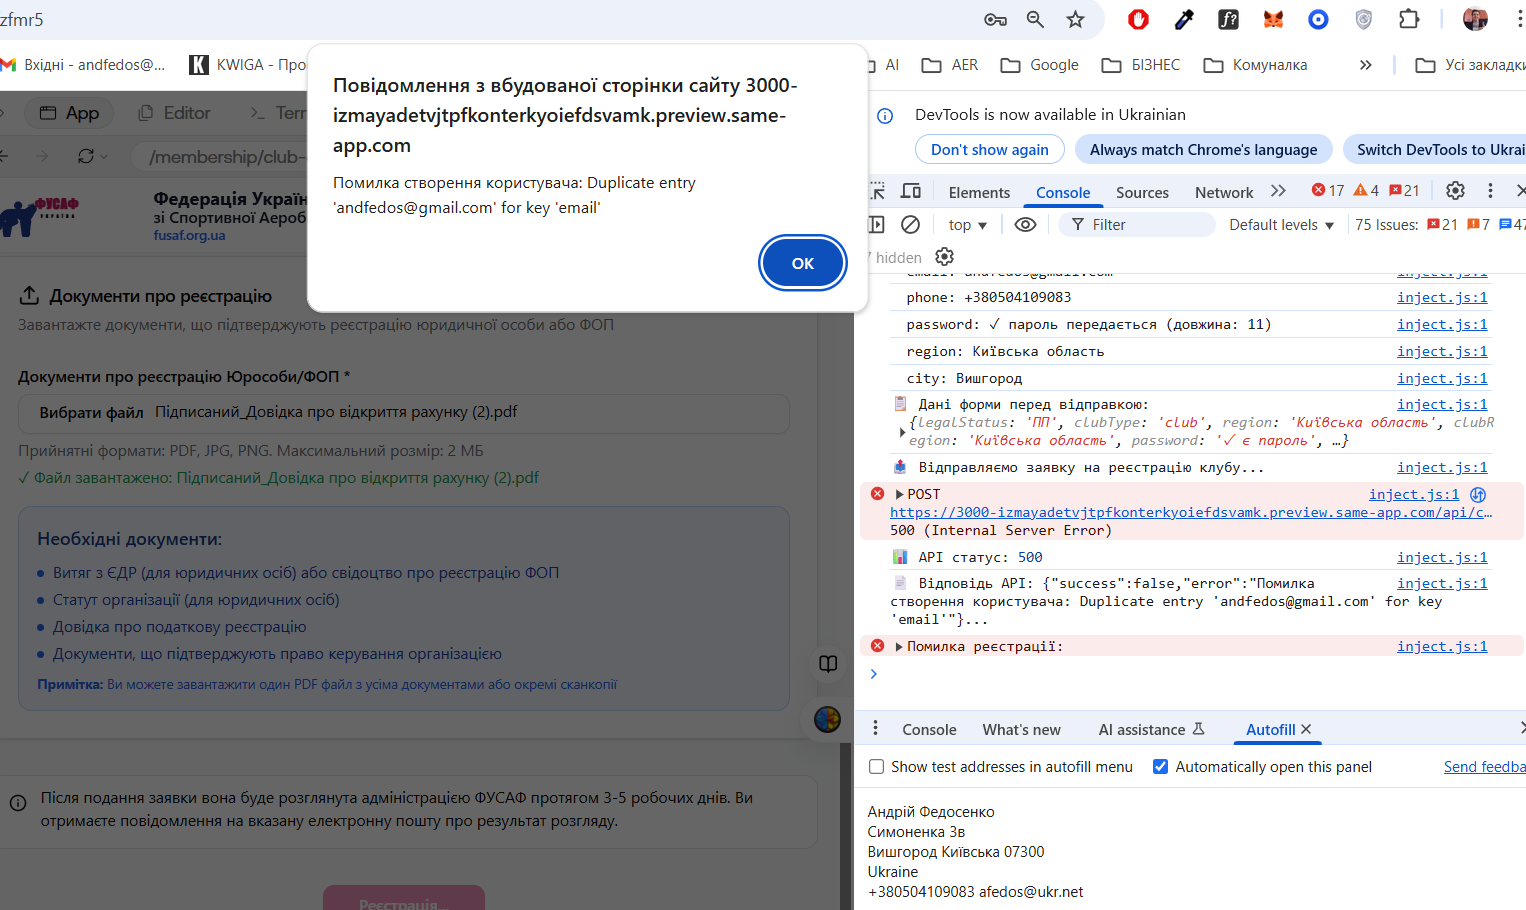 zfmr5
Вхідні - andfedos@...
KWIGA - Про
AI
AER
Google
БІЗНЕС
Комуналка
»
Усі закладки
App
Editor
Tern
/membership/club-
ФУСАФ
УКРАЇНА
Федерація Україн
зі Спортивної Аероб
fusaf.org.ua
Повідомлення з вбудованої сторінки сайту 3000-
izmayadetvjtpfkonterkyoiefdsvamk.preview.same-
app.com
Помилка створення користувача: Duplicate entry
'andfedos@gmail.com' for key 'email'
OK
Документи про реєстрацію
Завантажте документи, що підтверджують реєстрацію юридичної особи або ФОП
Документи про реєстрацію Юрособи/ФОП *
Вибрати файл Підписаний_Довідка про відкриття рахунку (2).pdf
Прийнятні формати: PDF, JPG, PNG. Максимальний розмір: 2 МБ
✓ Файл завантажено: Підписаний_Довідка про відкриття рахунку (2).pdf
Необхідні документи:
Витяг з ЄДР (для юридичних осіб) або свідоцтво про реєстрацію ФОП
Статут організації (для юридичних осіб)
Довідка про податкову реєстрацію
Документи, що підтверджують право керування організацією
Примітка: Ви можете завантажити один PDF файл з усіма документами або окремі сканкопії
Після подання заявки вона буде розглянута адміністрацією ФУСАФ протягом 3-5 робочих днів. Ви
отримаєте повідомлення на вказану електронну пошту про результат розгляду.
Реєстрація...
DevTools is now available in Ukrainian
Don't show again
Always match Chrome's language
Switch DevTools to Ukrai
Elements
Console
Sources
Network
17
4
21
top ▼
Filter
Default levels ▼
75 Issues: 21 7 47
7 hidden
email: andfedos@gmail.com inject.js:1
phone: +380504109083 inject.js:1
password: ✓ пароль передається (довжина: 11) inject.js:1
region: Київська область inject.js:1
city: Вишгород inject.js:1
Дані форми перед відправкою: inject.js:1
{legalStatus: 'ПП', clubType: 'club', region: 'Київська область', clubR
egion: 'Київська область', password: '✓ є пароль', …}
Відправляємо заявку на реєстрацію клубу... inject.js:1
POST inject.js:1
https://3000-izmayadetvjtpfkonterkyoiefdsvamk.preview.same-app.com/api/c…
500 (Internal Server Error)
API статус: 500 inject.js:1
Відповідь API: {"success":false,"error":"Помилка inject.js:1
створення користувача: Duplicate entry 'andfedos@gmail.com' for key
'email'"}...
Помилка реєстрації: inject.js:1
Console
What's new
AI assistance
Autofill
Show test addresses in autofill menu
Automatically open this panel
Send feedba
Андрій Федосенко
Симоненка 3в
Вишгород Київська 07300
Ukraine
+380504109083 afedos@ukr.net